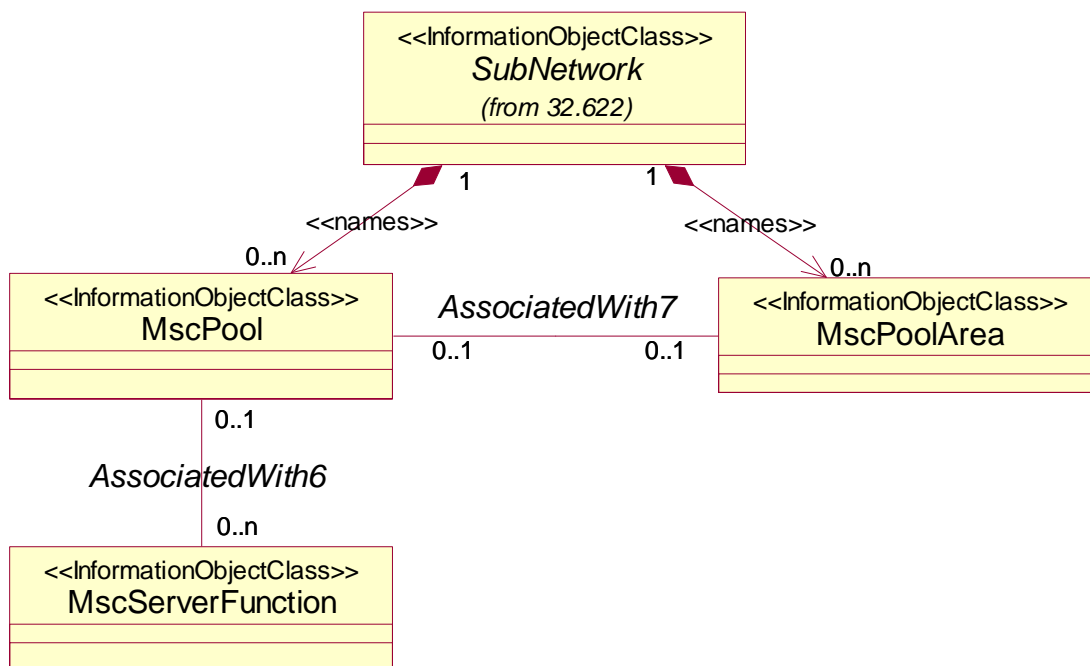 <<InformationObjectClass>>
SubNetwork
(from 32.622)
1
1
<<names>>
<<names>>
0..n
0..n
<<InformationObjectClass>>
MscPool
AssociatedWith7
<<InformationObjectClass>>
MscPoolArea
0..1
0..1
0..1
AssociatedWith6
0..n
<<InformationObjectClass>>
MscServerFunction